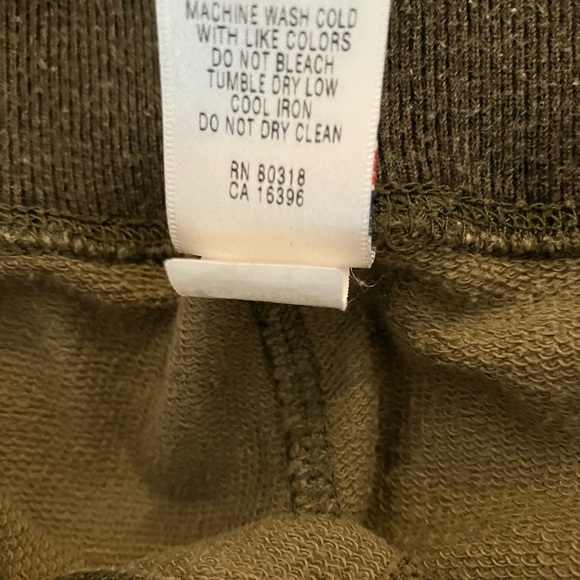 MACHINE WASH COLD
WITH LIKE COLORS
DO NOT BLEACH
TUMBLE DRY LOW
COOL IRON
DO NOT DRY CLEAN
RN 80318
CA 16396